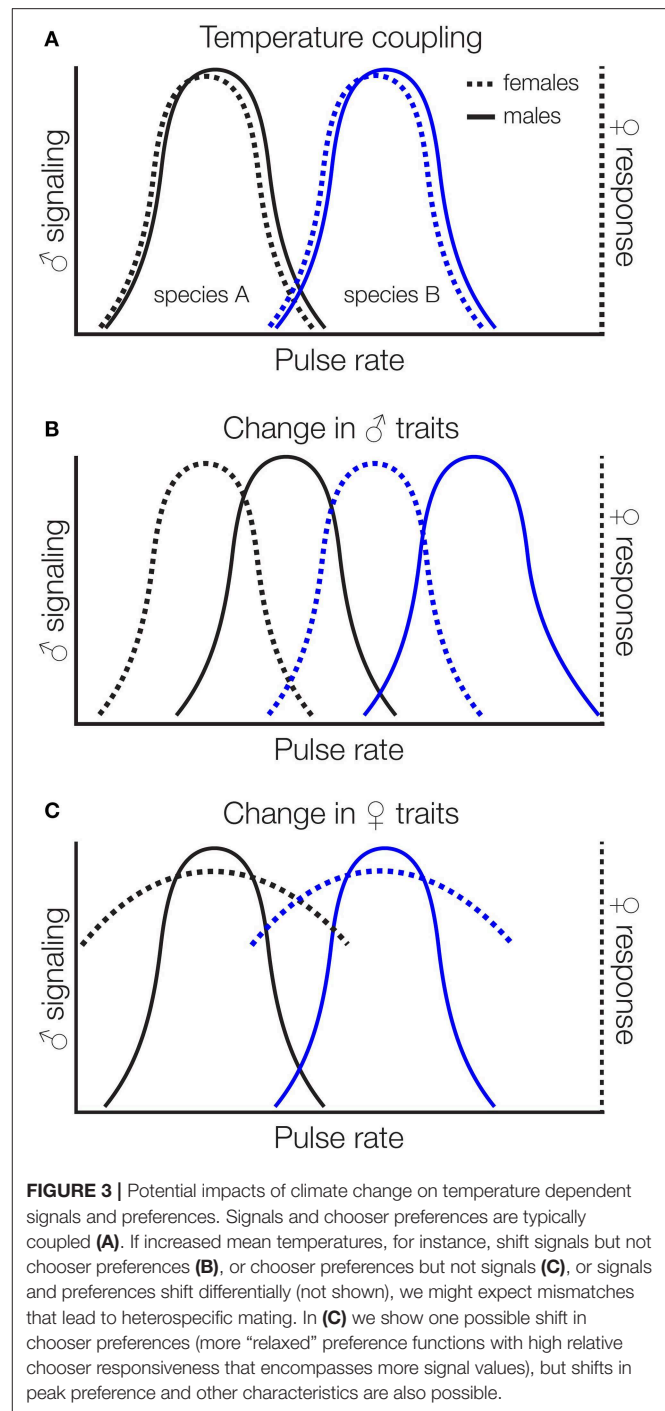 A
Temperature coupling
females
males
♂ signaling
♀ response
species A
species B
Pulse rate
B
Change in ♂ traits
♂ signaling
♀ response
Pulse rate
C
Change in ♀ traits
♂ signaling
♀ response
Pulse rate
FIGURE 3 | Potential impacts of climate change on temperature dependent
signals and preferences. Signals and chooser preferences are typically
coupled (A). If increased mean temperatures, for instance, shift signals but not
chooser preferences (B), or chooser preferences but not signals (C), or signals
and preferences shift differentially (not shown), we might expect mismatches
that lead to heterospecific mating. In (C) we show one possible shift in
chooser preferences (more “relaxed” preference functions with high relative
chooser responsiveness that encompasses more signal values), but shifts in
peak preference and other characteristics are also possible.